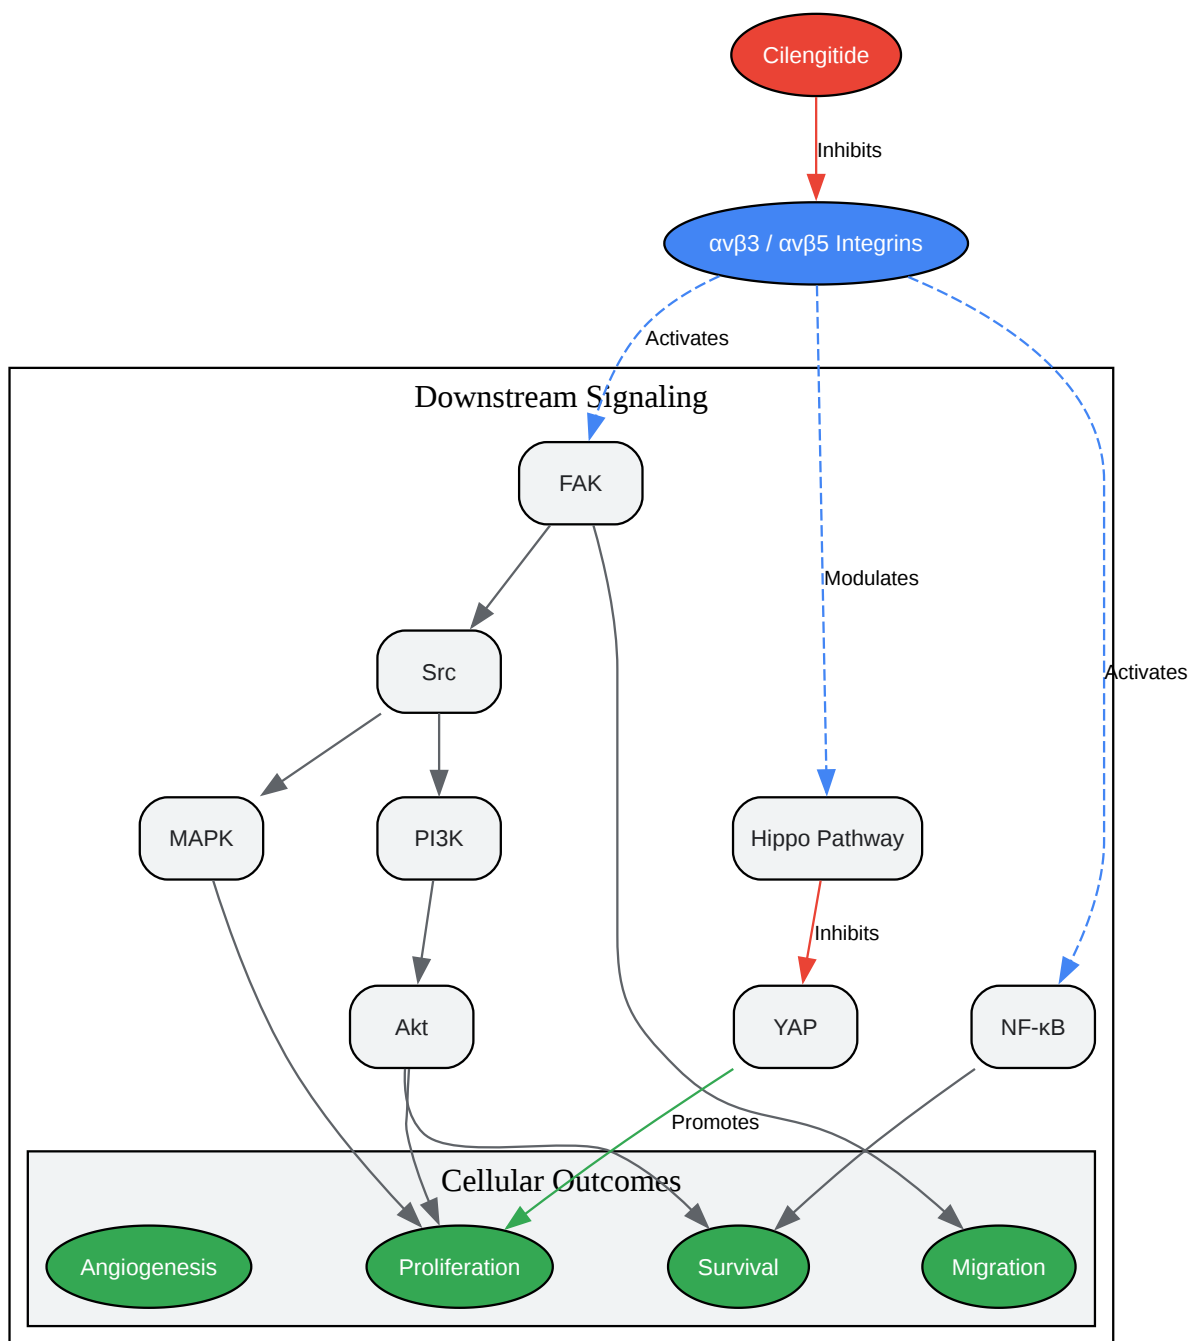 Cilengitide
Inhibits
αvβ3 / αvβ5 Integrins
Activates
Downstream Signaling
FAK
Modulates
Src
Activates
MAPK
PI3K
Hippo Pathway
Inhibits
Akt
YAP
NF-κB
Promotes
Cellular Outcomes
Angiogenesis
Proliferation
Survival
Migration